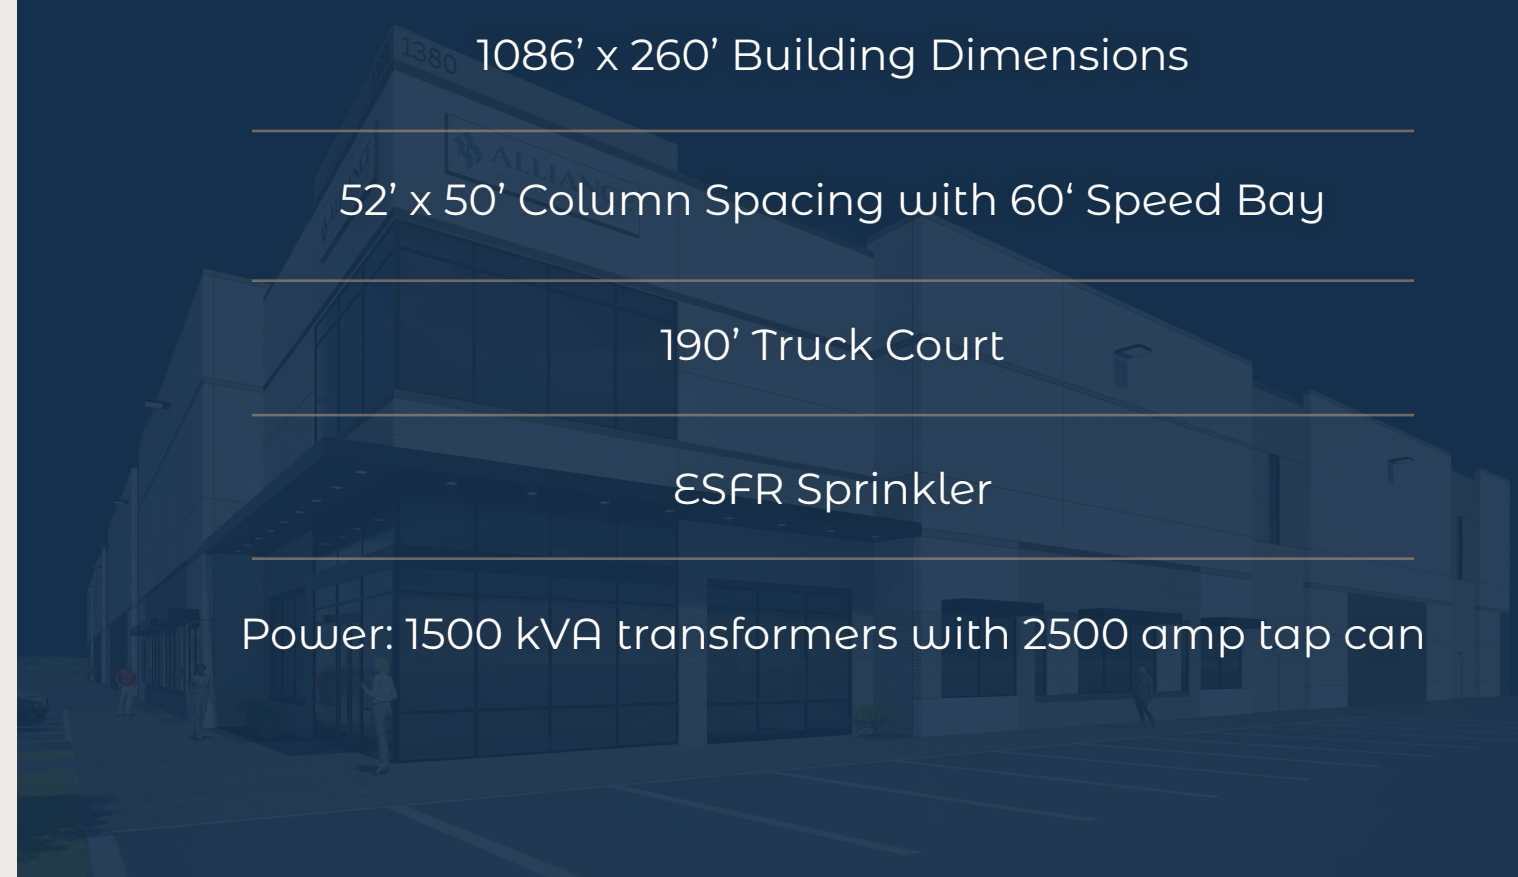 1380
1086’ x 260’ Building Dimensions
ALLIANCE
52’ x 50’ Column Spacing with 60‘ Speed Bay
190’ Truck Court
ESFR Sprinkler
Power: 1500 kVA transformers with 2500 amp tap can